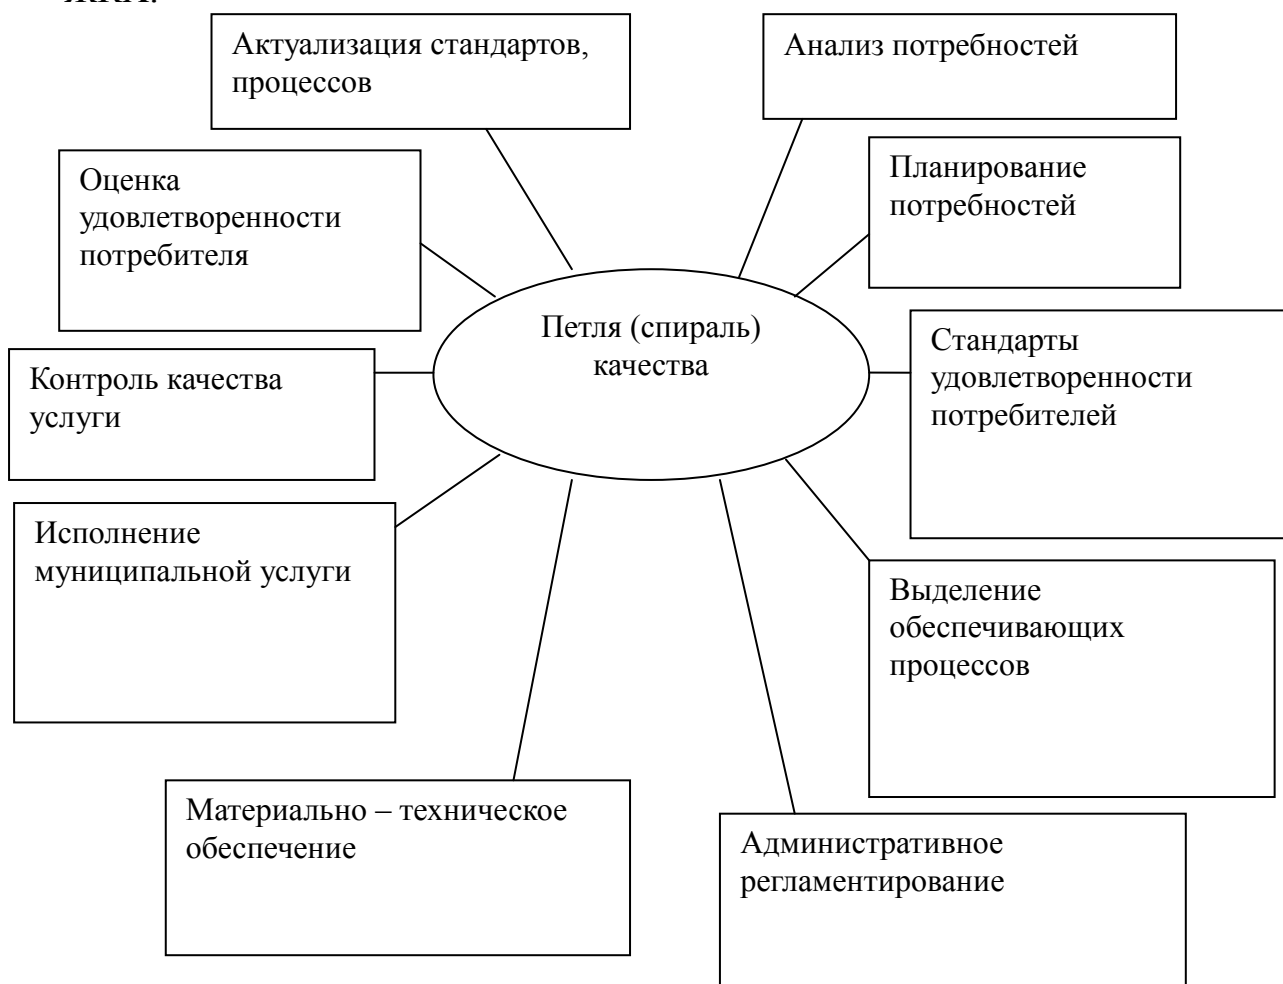 Актуализация стандартов,
процессов
Анализ потребностей
Оценка
удовлетворенности
потребителя
Планирование
потребностей
Петля (спираль)
качества
Стандарты
удовлетворенности
потребителей
Контроль качества
услуги
Исполнение
муниципальной услуги
Выделение
обеспечивающих
процессов
Материально – техническое
обеспечение
Административное
регламентирование